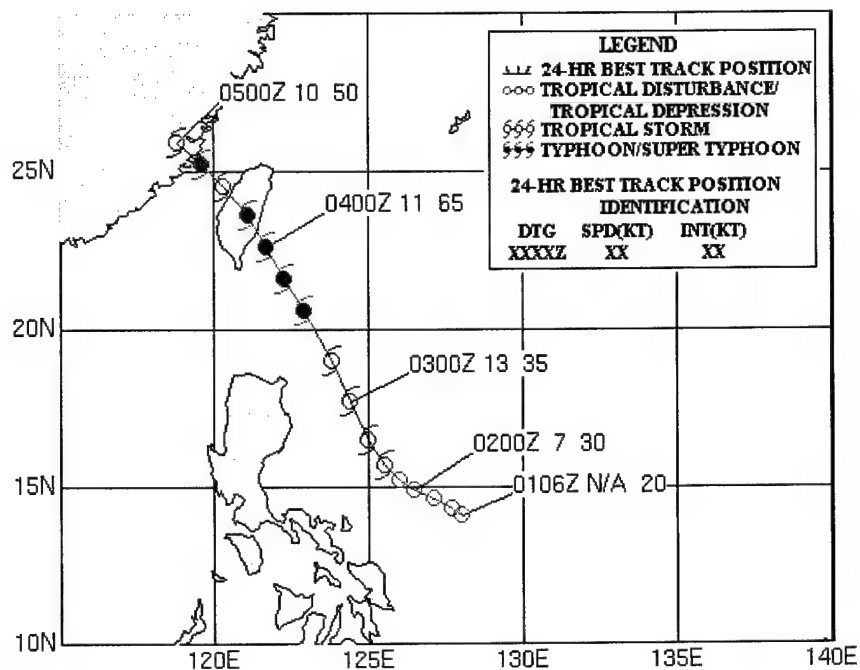 LEGEND
24-HR BEST TRACK POSITION
TROPICAL DISTURBANCE/
TROPICAL DEPRESSION
TROPICAL STORM
TYPHOON/SUPER TYPHOON
24-HR BEST TRACK POSITION
IDENTIFICATION
DTG SPD(KT) INT(KT)
XXXXZ XX XX
0500Z 10 50
25N
0400Z 11 65
20N
0300Z 13 35
0200Z 7 30
15N
0106Z N/A 20
10N
120E 125E 130E 135E 140E